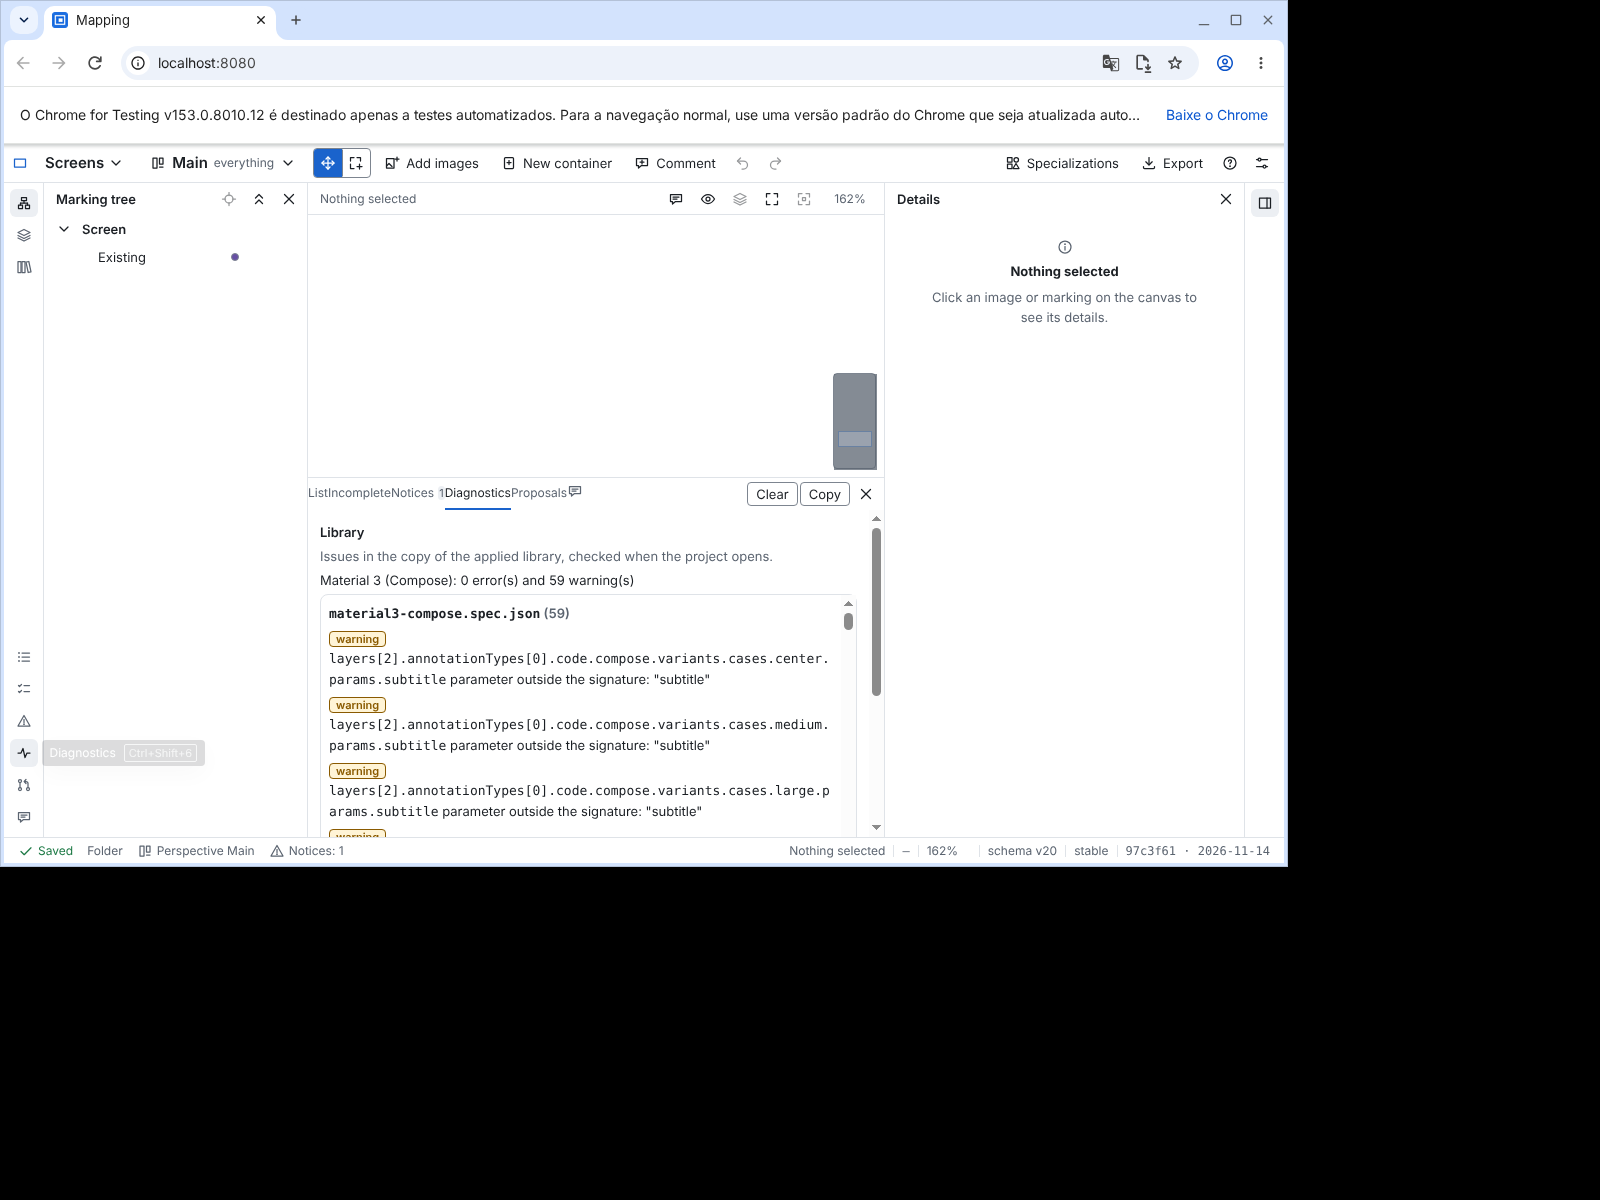 Mapping
localhost:8080
O Chrome for Testing v153.0.8010.12 é destinado apenas a testes automatizados. Para a navegação normal, use uma versão padrão do Chrome que seja atualizada auto...
Baixe o Chrome
Screens
Main everything
Add images
New container
Comment
Specializations
Export
Marking tree
Nothing selected
162%
Details
Screen
Existing
Nothing selected
Click an image or marking on the canvas to
see its details.
List
Incomplete
Notices 1
Diagnostics
Proposals
Clear
Copy
Library
Issues in the copy of the applied library, checked when the project opens.
Material 3 (Compose): 0 error(s) and 59 warning(s)
material3-compose.spec.json (59)
warning
layers[2].annotationTypes[0].code.compose.variants.cases.center.
params.subtitle parameter outside the signature: "subtitle"
warning
layers[2].annotationTypes[0].code.compose.variants.cases.medium.
params.subtitle parameter outside the signature: "subtitle"
warning
layers[2].annotationTypes[0].code.compose.variants.cases.large.p
arams.subtitle parameter outside the signature: "subtitle"
warning
Diagnostics Ctrl+Shift+6
Saved
Folder
Perspective Main
Notices: 1
Nothing selected
—
162%
schema v20
stable
97c3f61 · 2026-11-14